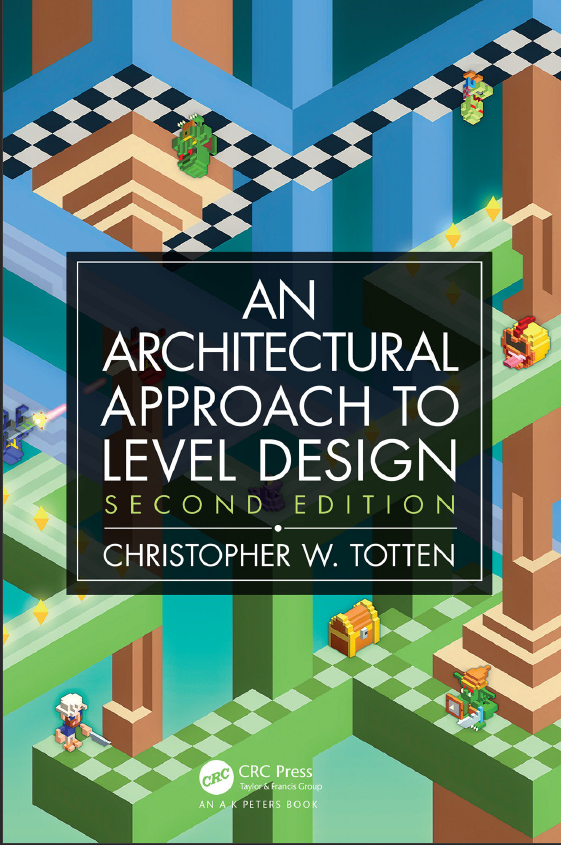 AN
ARCHITECTURAL
APPROACH TO
LEVEL DESIGN
SECOND EDITION
CHRISTOPHER W. TOTTEN
CRC CRC Press
Taylor & Francis Group
AN A K PETERS BOOK